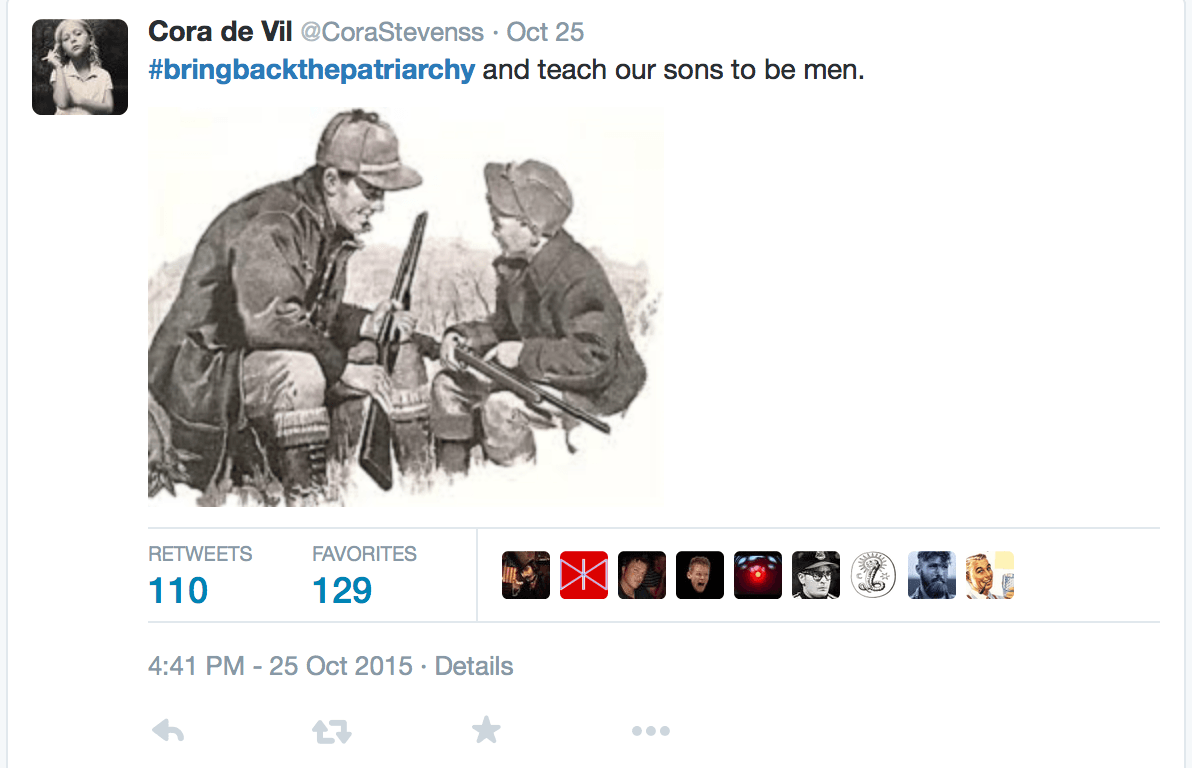 Cora de Vil @CoraStevenss · Oct 25
#bringbackthepatriarchy and teach our sons to be men.
RETWEETS FAVORITES
110 129
4:41 PM - 25 Oct 2015 · Details